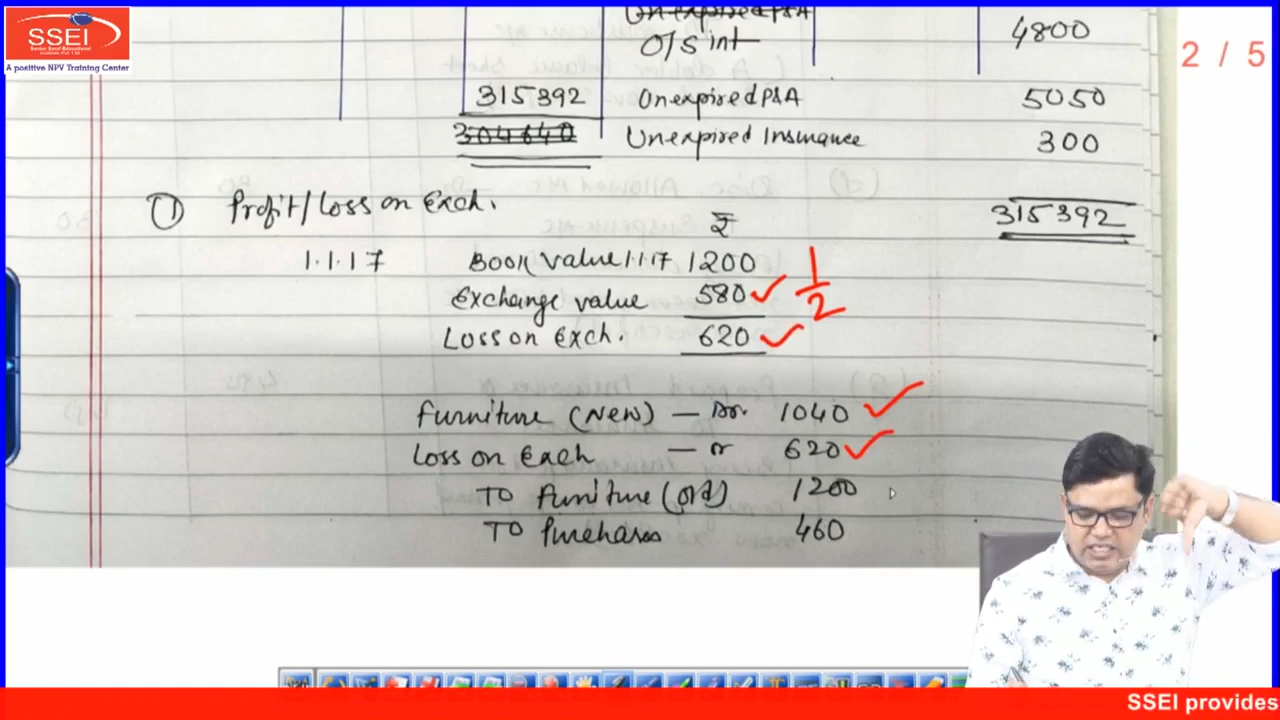 SSEI
A positive NPV Training Center
2 / 5
Unexpired P&A
O/S int 4800
315392 Unexpired P&A 5050
304640 Unexpired Insurance 300
① Profit/Loss on Exch. 315392
₹
1.1.17 Book Value 1.1.17 1200
Exchange value 580
1/2
Loss on Exch. 620
Furniture (New) — Dr 1040
Loss on Exch — Dr 620
To Furniture (Old) 1200
To Purchases 460
SSEI provides